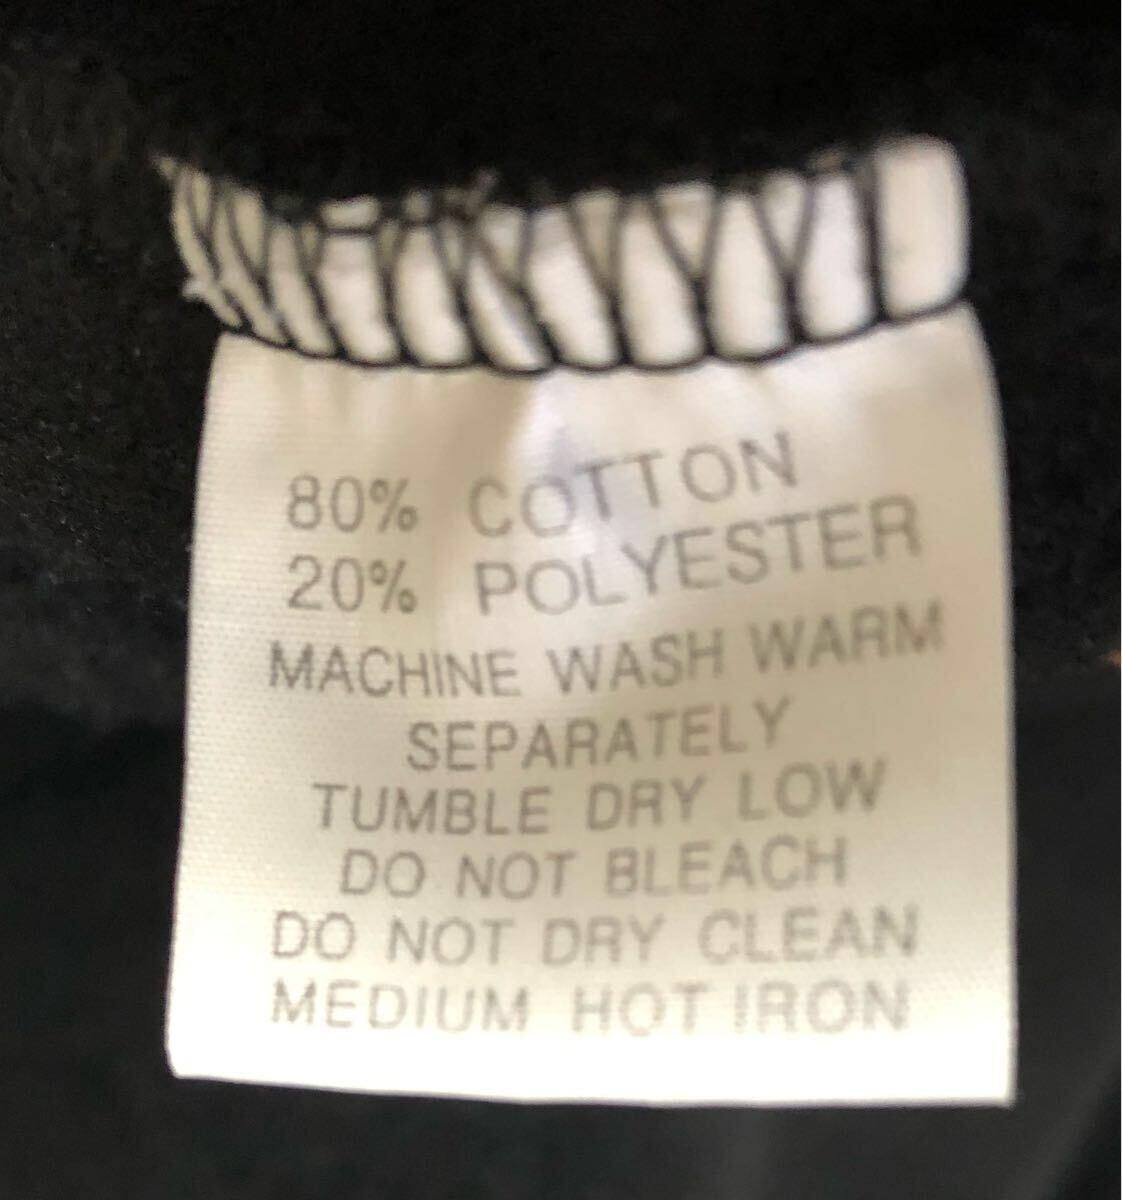 80% COTTON
20% POLYESTER
MACHINE WASH WARM
SEPARATELY
TUMBLE DRY LOW
DO NOT BLEACH
DO NOT DRY CLEAN
MEDIUM HOT IRON